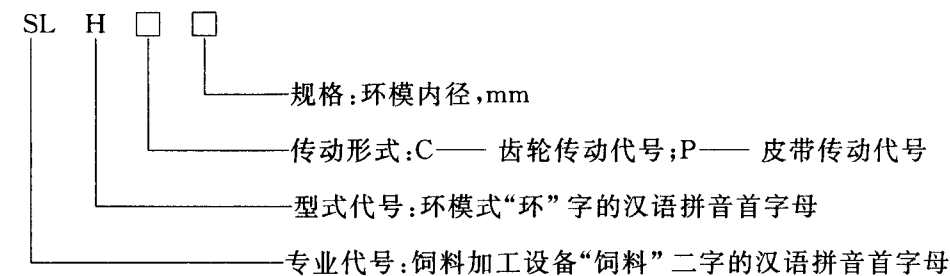 SL H □ □
规格:环模内径,mm
传动形式:C—— 齿轮传动代号;P—— 皮带传动代号
型式代号:环模式“环”字的汉语拼音首字母
专业代号:饲料加工设备“饲料”二字的汉语拼音首字母